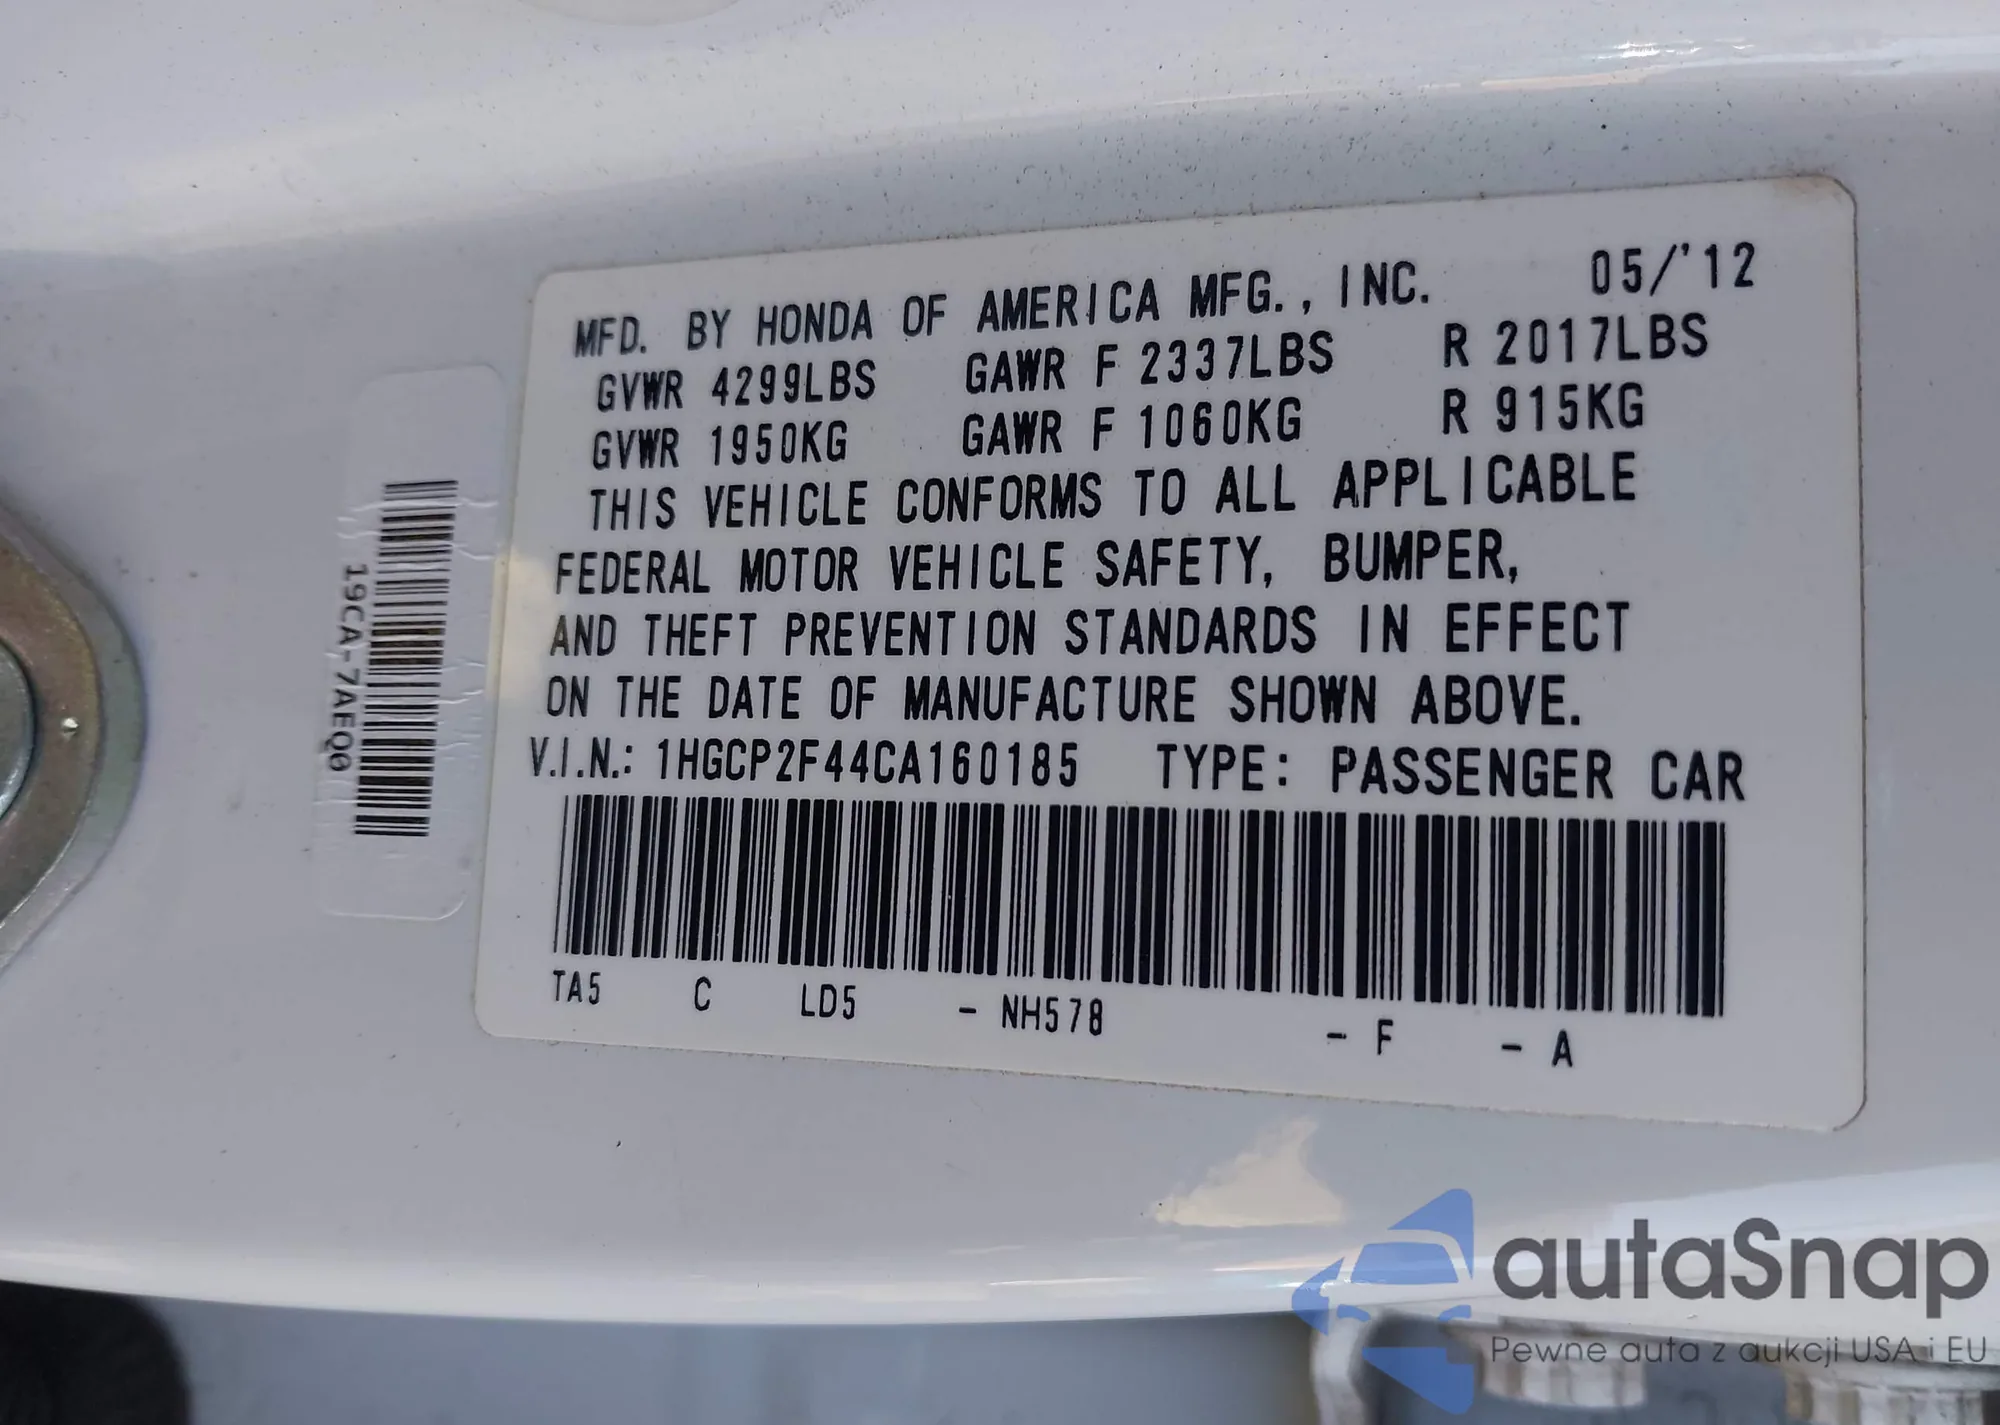 MFD. BY HONDA OF AMERICA MFG., INC. 05/'12
GVWR 4299LBS GAWR F 2337LBS R 2017LBS
GVWR 1950KG GAWR F 1060KG R 915KG
THIS VEHICLE CONFORMS TO ALL APPLICABLE
FEDERAL MOTOR VEHICLE SAFETY, BUMPER,
AND THEFT PREVENTION STANDARDS IN EFFECT
ON THE DATE OF MANUFACTURE SHOWN ABOVE.
V.I.N.: 1HGCP2F44CA160185 TYPE: PASSENGER CAR
TA5 C LD5 - NH578 - F - A
19CA-7AEQ0
autaSnap
Pewne auta z aukcji USA i EU